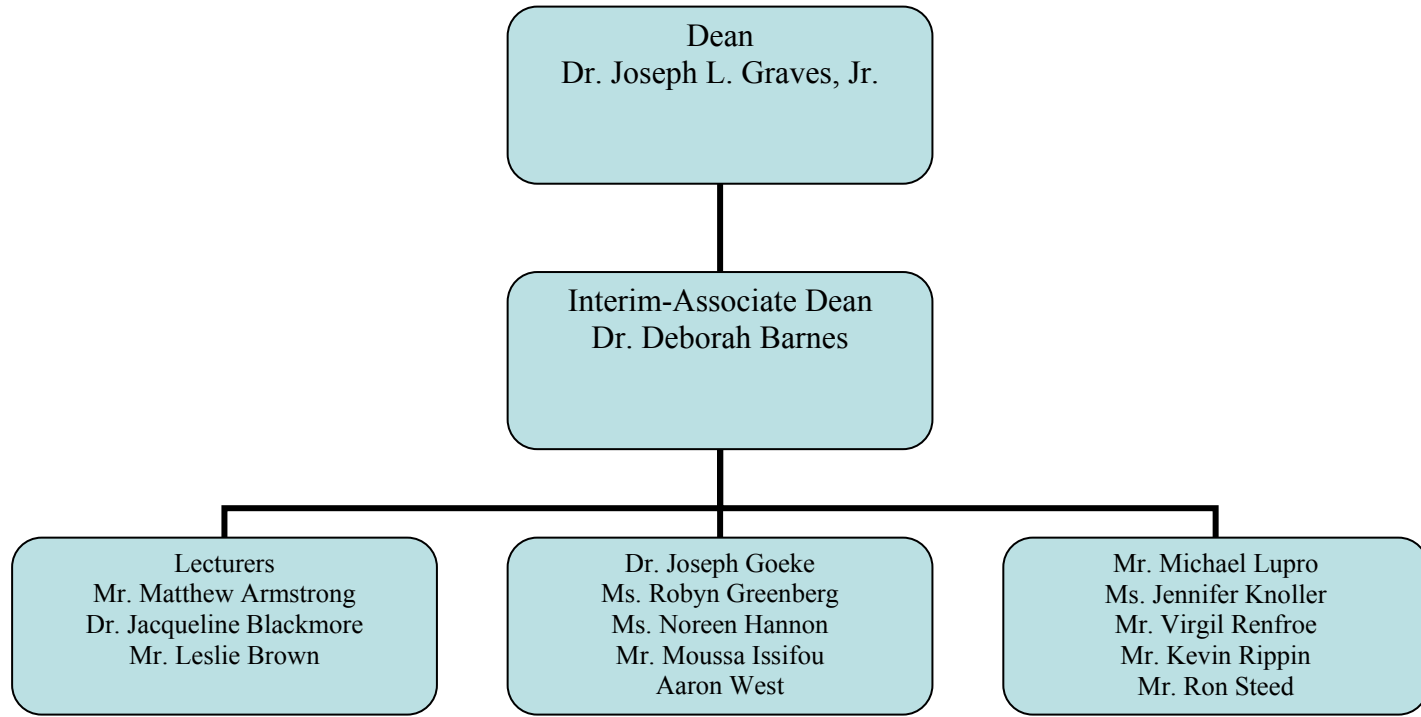 Dean
Dr. Joseph L. Graves, Jr.
Interim-Associate Dean
Dr. Deborah Barnes
Lecturers
Mr. Matthew Armstrong
Dr. Jacqueline Blackmore
Mr. Leslie Brown
Dr. Joseph Goeke
Ms. Robyn Greenberg
Ms. Noreen Hannon
Mr. Moussa Issifou
Aaron West
Mr. Michael Lupro
Ms. Jennifer Knoller
Mr. Virgil Renfroe
Mr. Kevin Rippin
Mr. Ron Steed